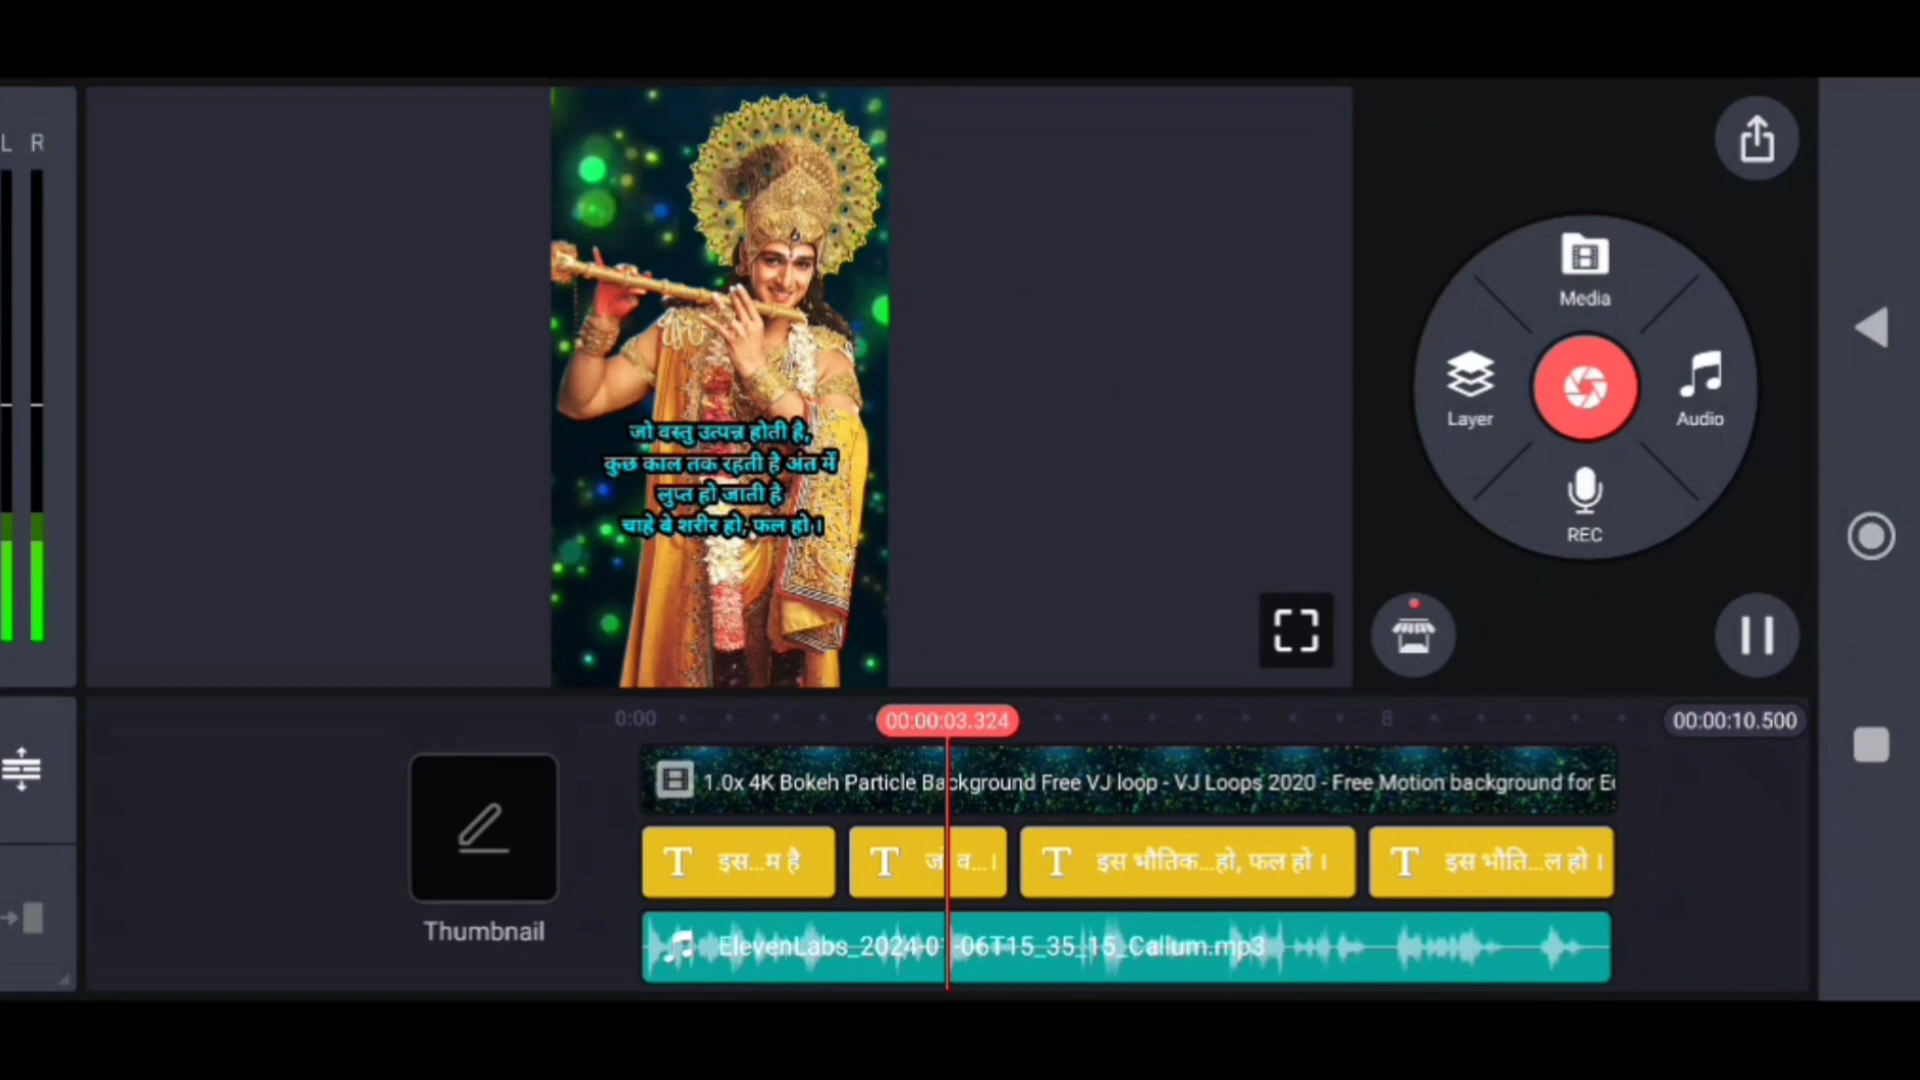 L R
जो वस्तु उत्पन्न होती है,
कुछ काल तक रहती है अंत में
लुप्त हो जाती है
चाहे वे शरीर हो, फल हो ।
Media
Layer
Audio
REC
0:00
00:00:03.324
8
00:00:10.500
1.0x 4K Bokeh Particle Background Free VJ loop - VJ Loops 2020 - Free Motion background for E
T इस...म है
T व...।
T इस भौतिक...हो, फल हो ।
T इस भौति...ल हो ।
Thumbnail
ElevenLabs_2024-0 -06T15_35_15_Callum.mp3